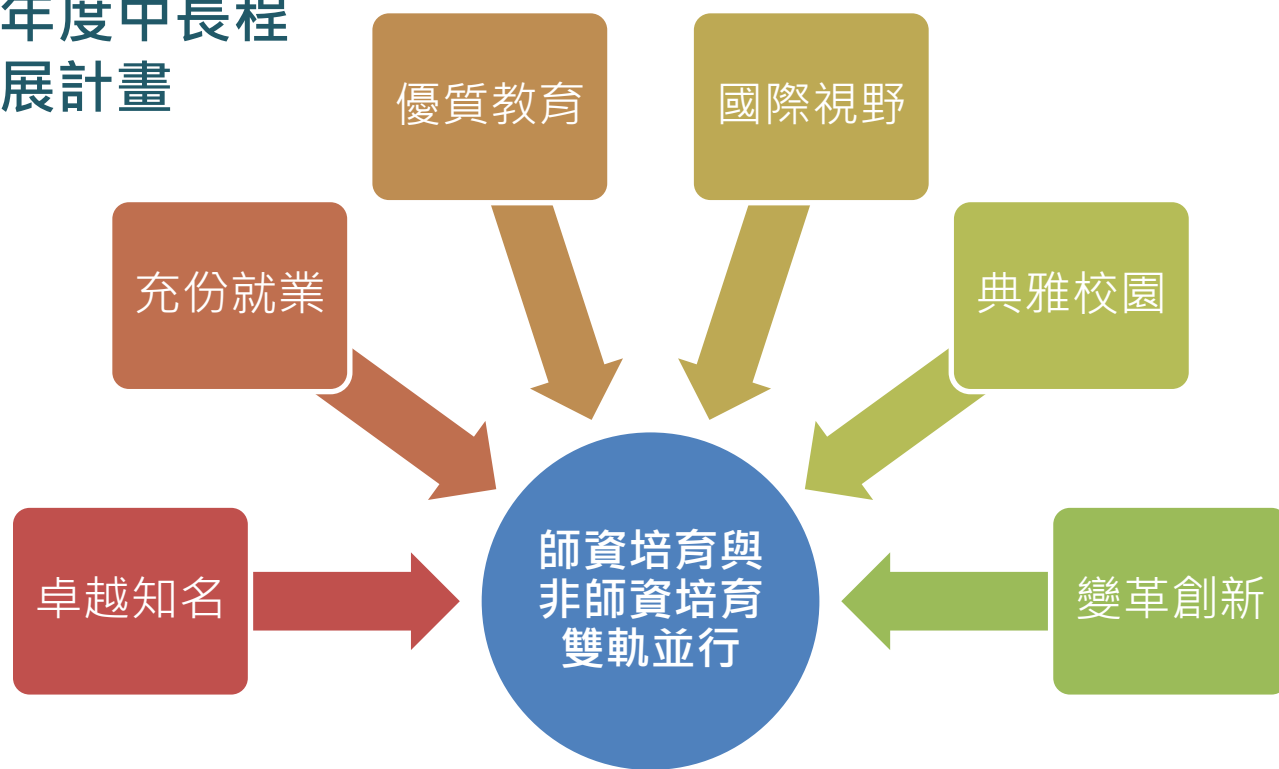 年度中長程
展計畫
優質教育
國際視野
充份就業
典雅校園
卓越知名
師資培育與
非師資培育
雙軌並行
變革創新